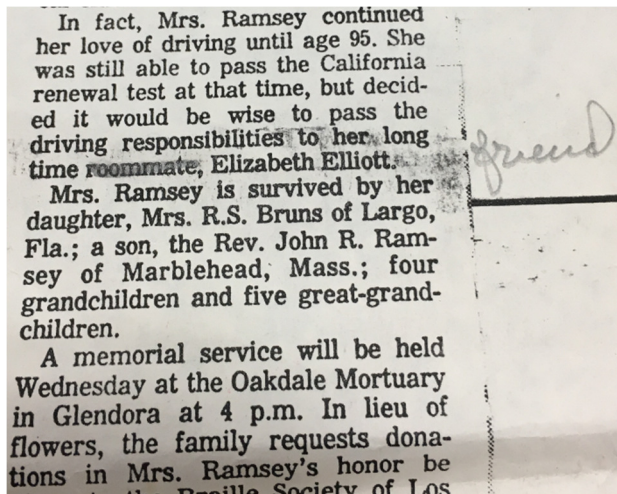 In fact, Mrs. Ramsey continued
her love of driving until age 95. She
was still able to pass the California
renewal test at that time, but decid-
ed it would be wise to pass the
driving responsibilities to her long
time roommate, Elizabeth Elliott.
friend
Mrs. Ramsey is survived by her
daughter, Mrs. R.S. Bruns of Largo,
Fla.; a son, the Rev. John R. Ram-
sey of Marblehead, Mass.; four
grandchildren and five great-grand-
children.
A memorial service will be held
Wednesday at the Oakdale Mortuary
in Glendora at 4 p.m. In lieu of
flowers, the family requests dona-
tions in Mrs. Ramsey's honor be
Braille Society of Los